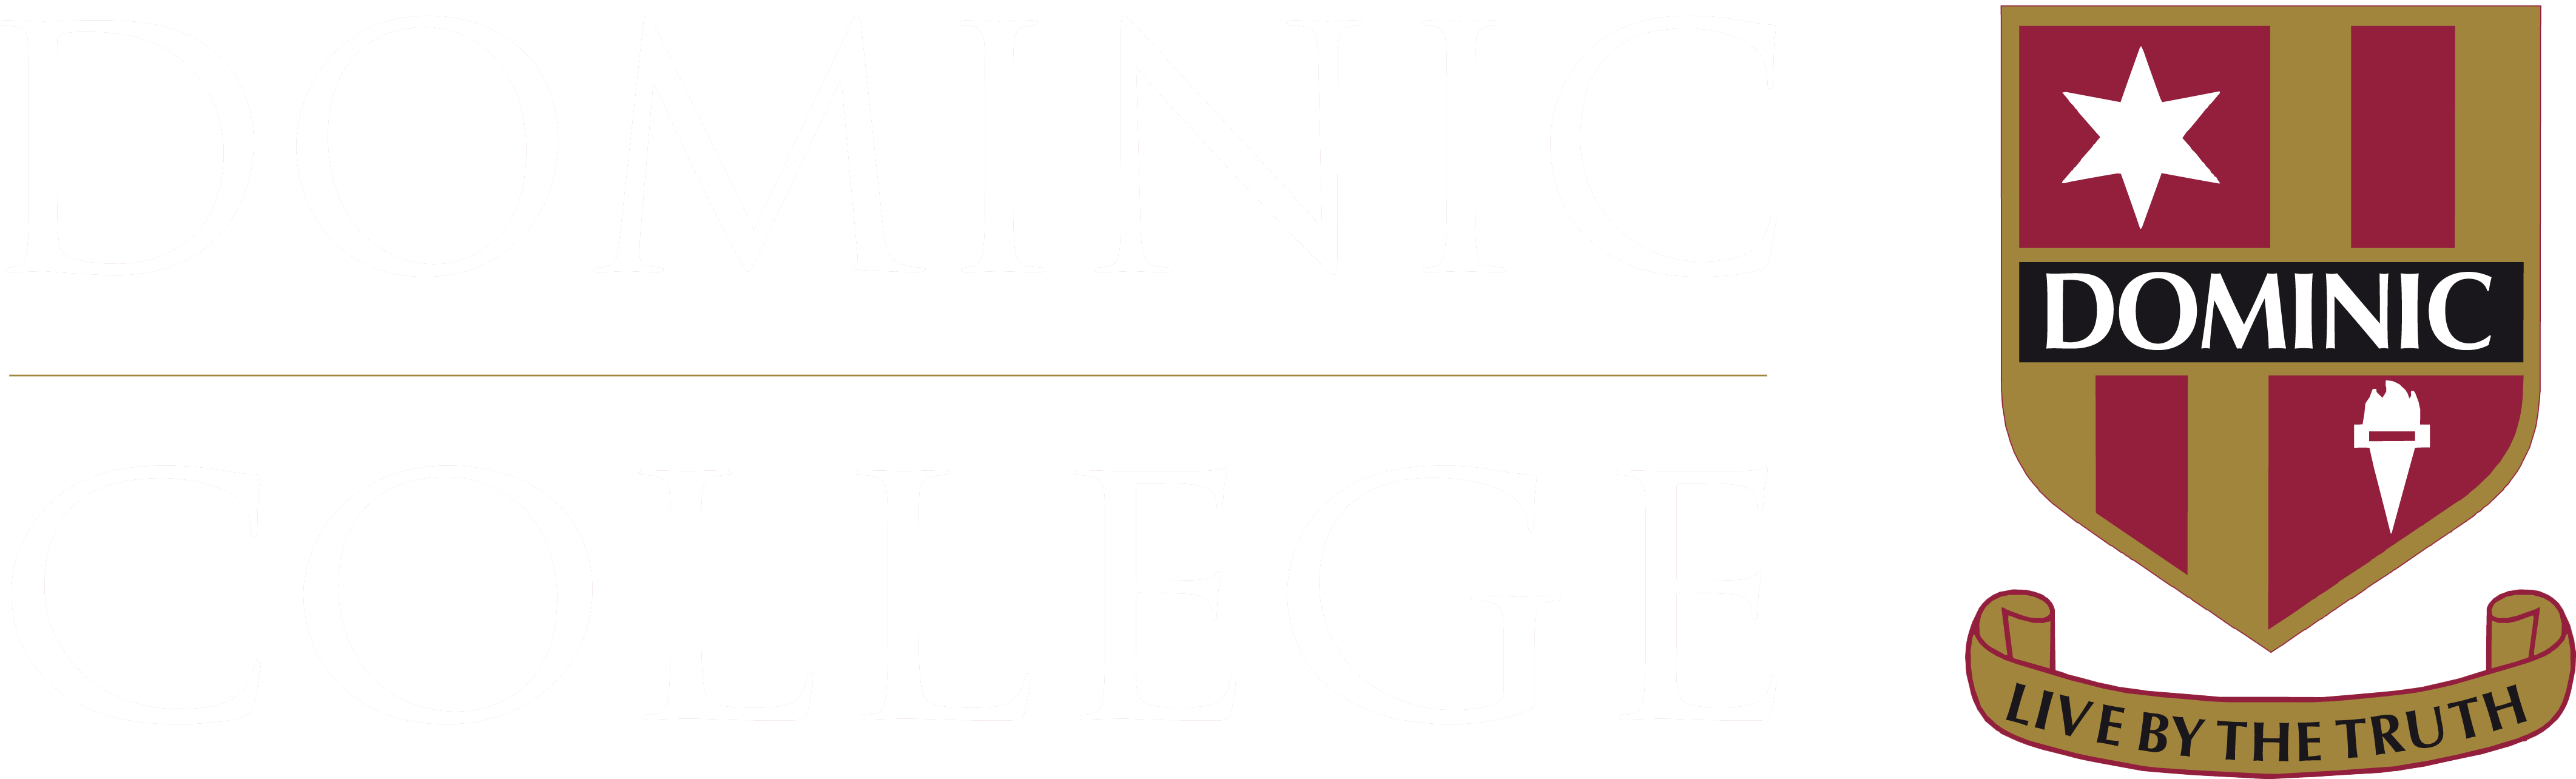 DOMINIC
COLLEGE
DOMINIC
LIVE BY THE TRUTH